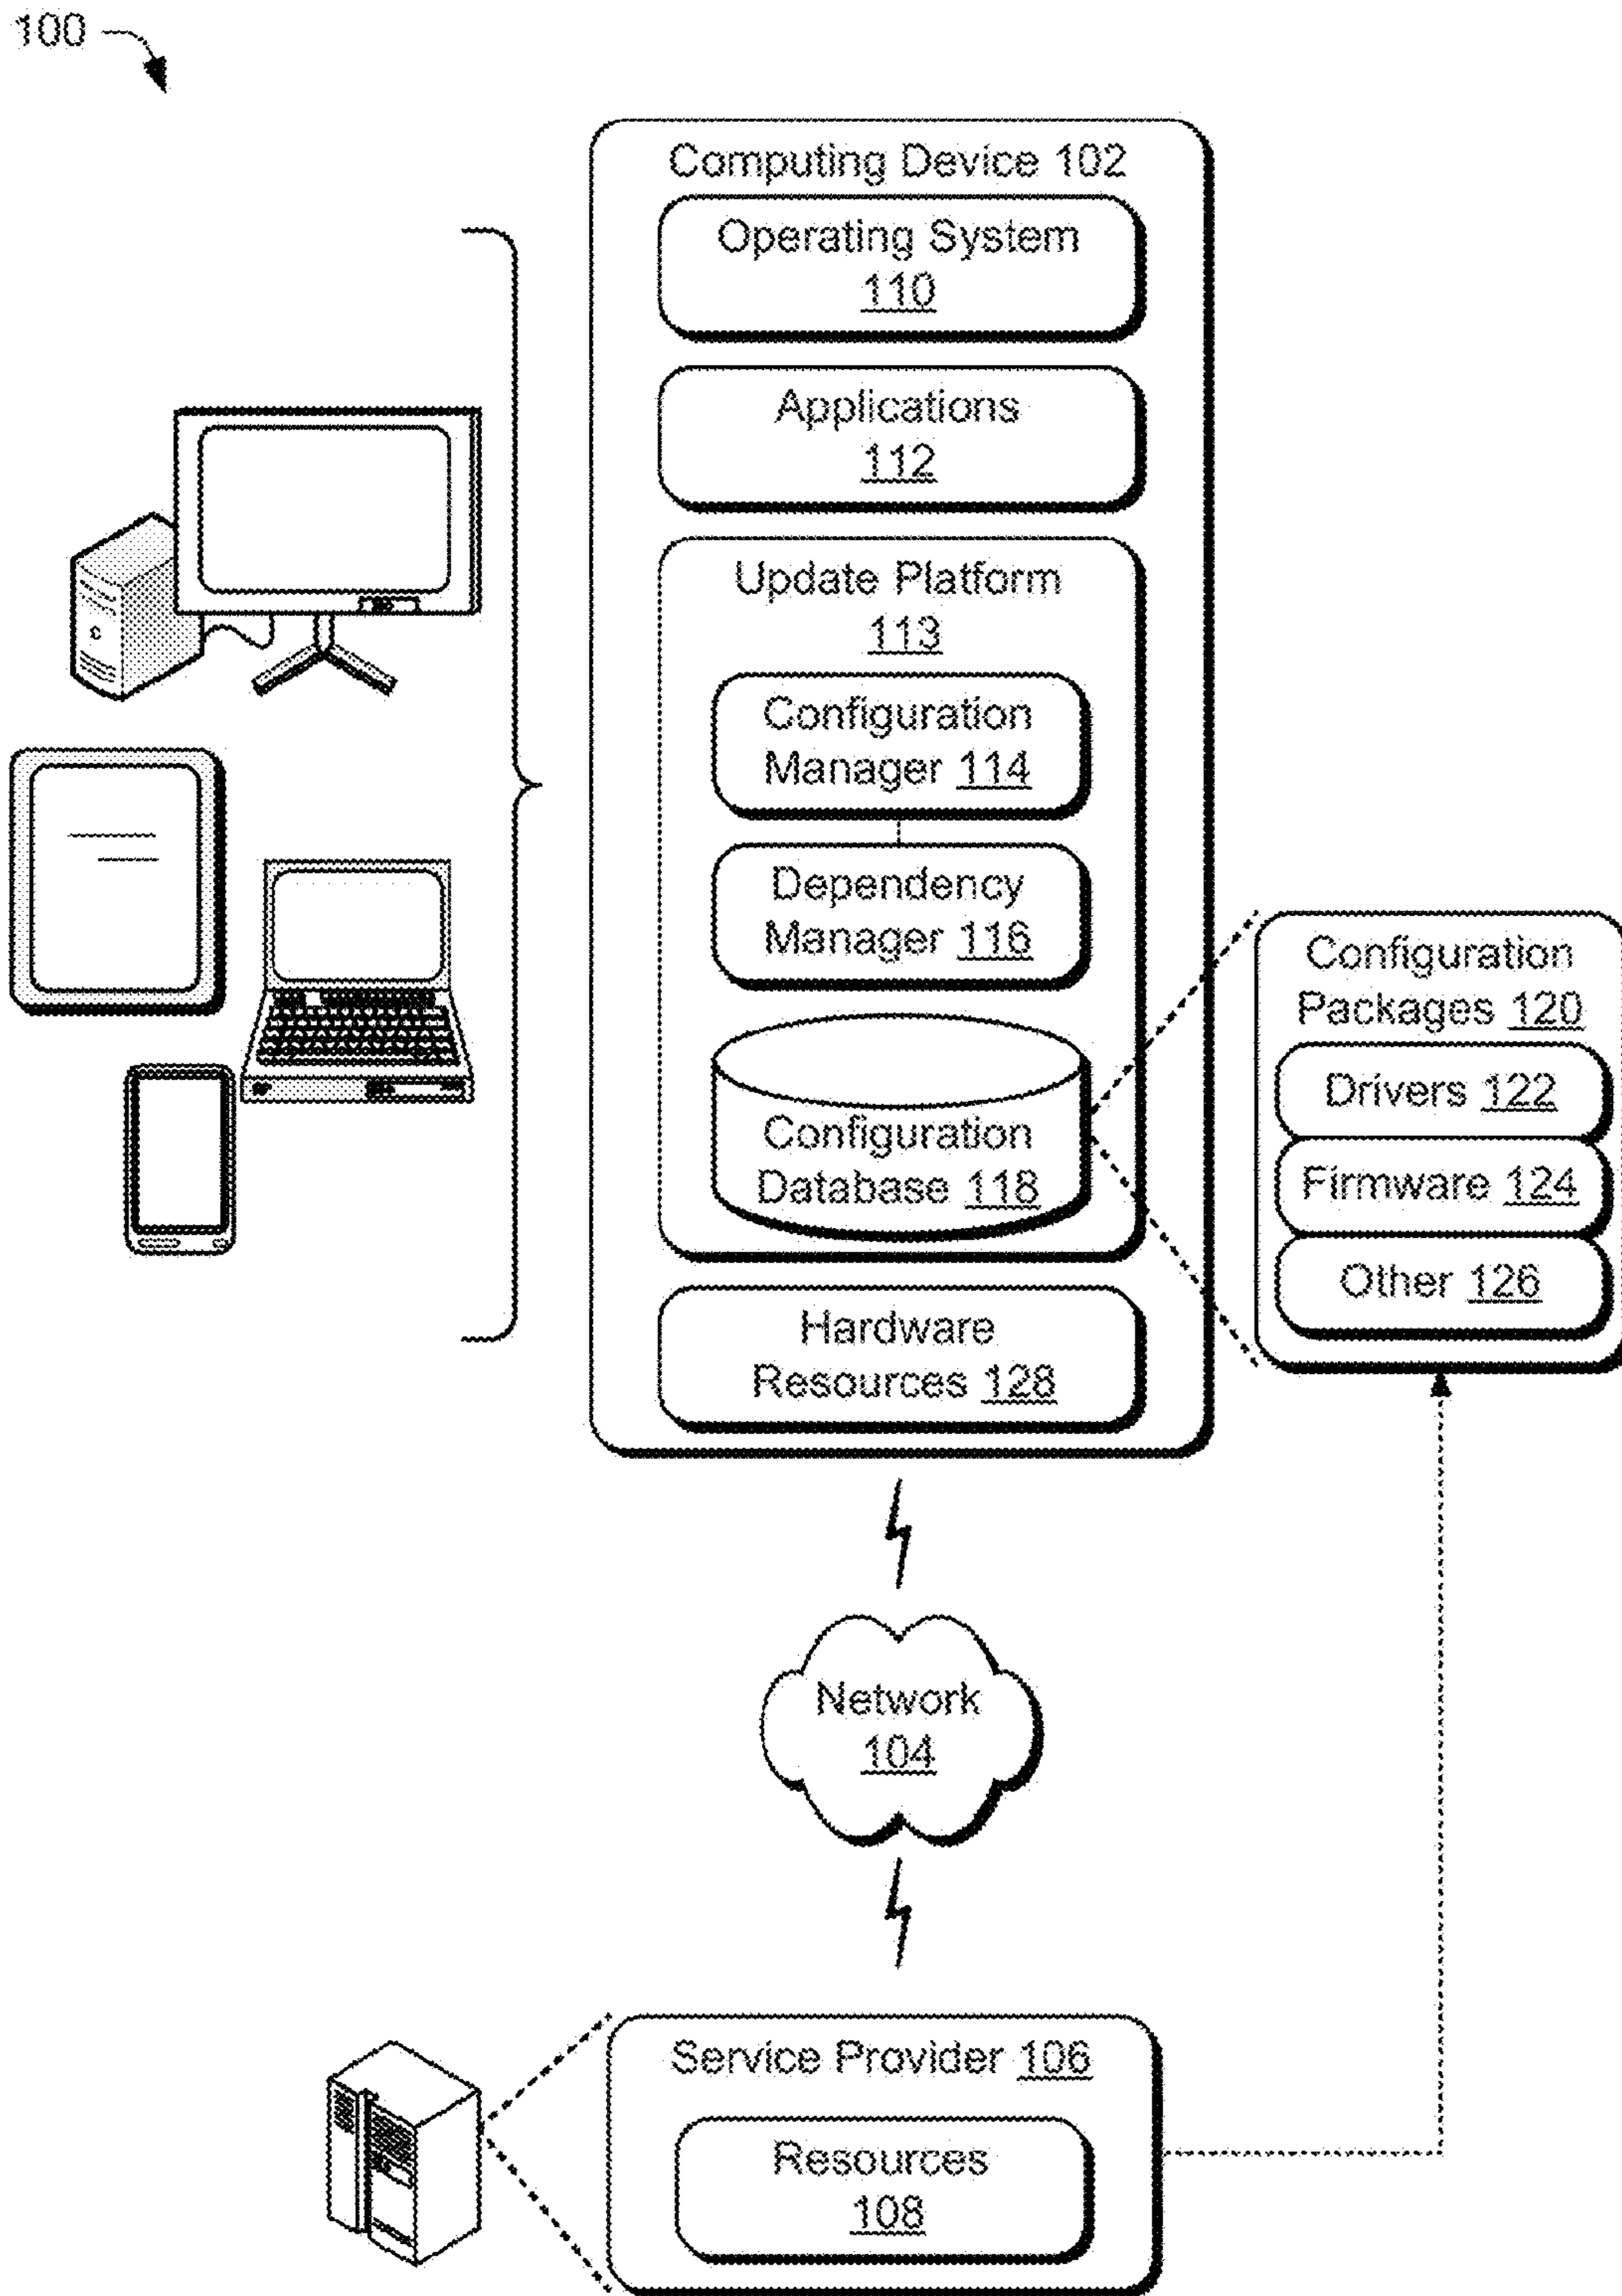 100
Computing Device 102
Operating System
110
Applications
112
Update Platform
113
Configuration
Manager 114
Dependency
Manager 116
Configuration
Database 118
Configuration
Packages 120
Drivers 122
Firmware 124
Other 126
Hardware
Resources 128
Network
104
Service Provider 106
Resources
108